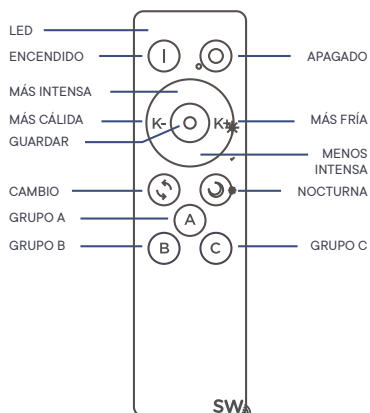 LED
ENCENDIDO
APAGADO
MÁS INTENSA
MÁS CÁLIDA
K-
K+
MÁS FRÍA
GUARDAR
MENOS
INTENSA
CAMBIO
NOCTURNA
GRUPO A
A
GRUPO B
B
C
GRUPO C
SW